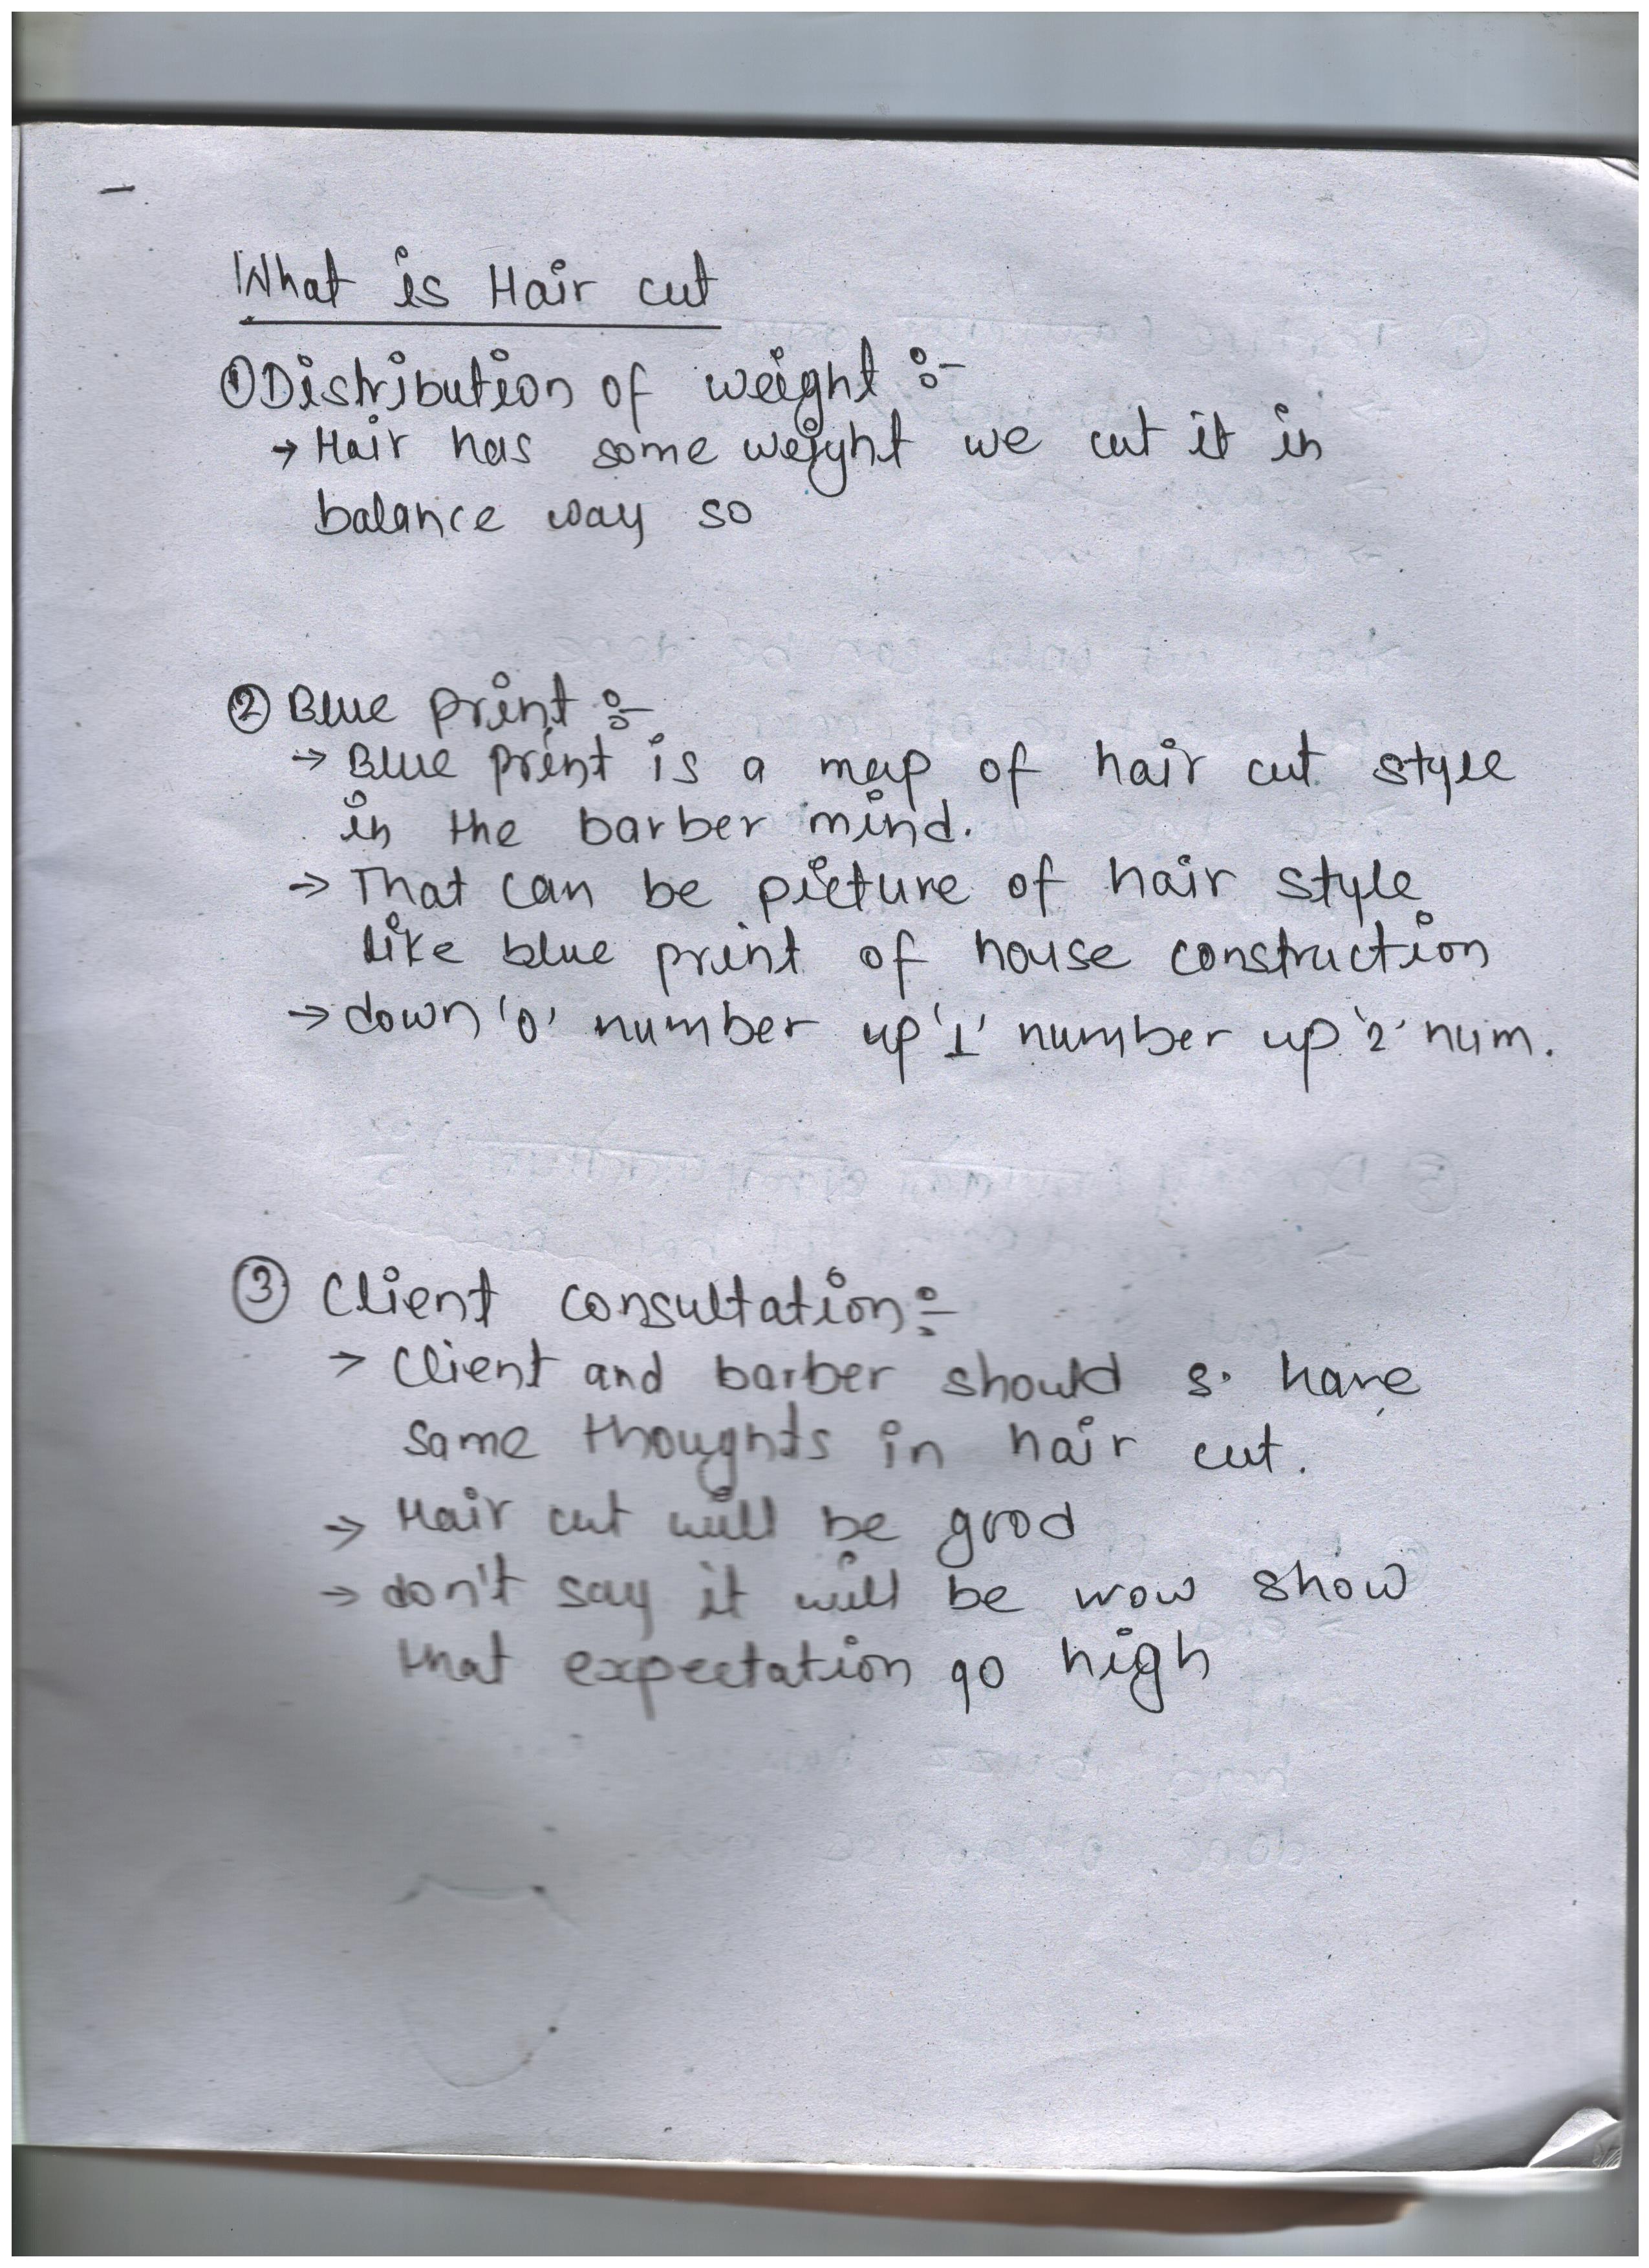 What is Hair cut
① Distribution of weight :-
→ Hair has some weight we cut it in
balance way so
② Blue print :-
→ Blue print is a map of hair cut style
in the barber mind.
→ That can be picture of hair style
like blue print of house construction
→ down '0' number up '1' number up '2' num.
③ Client consultation :-
→ Client and barber should s. have
same thoughts in hair cut.
→ Hair cut will be good
→ don't say it will be wow show
that expectation go high